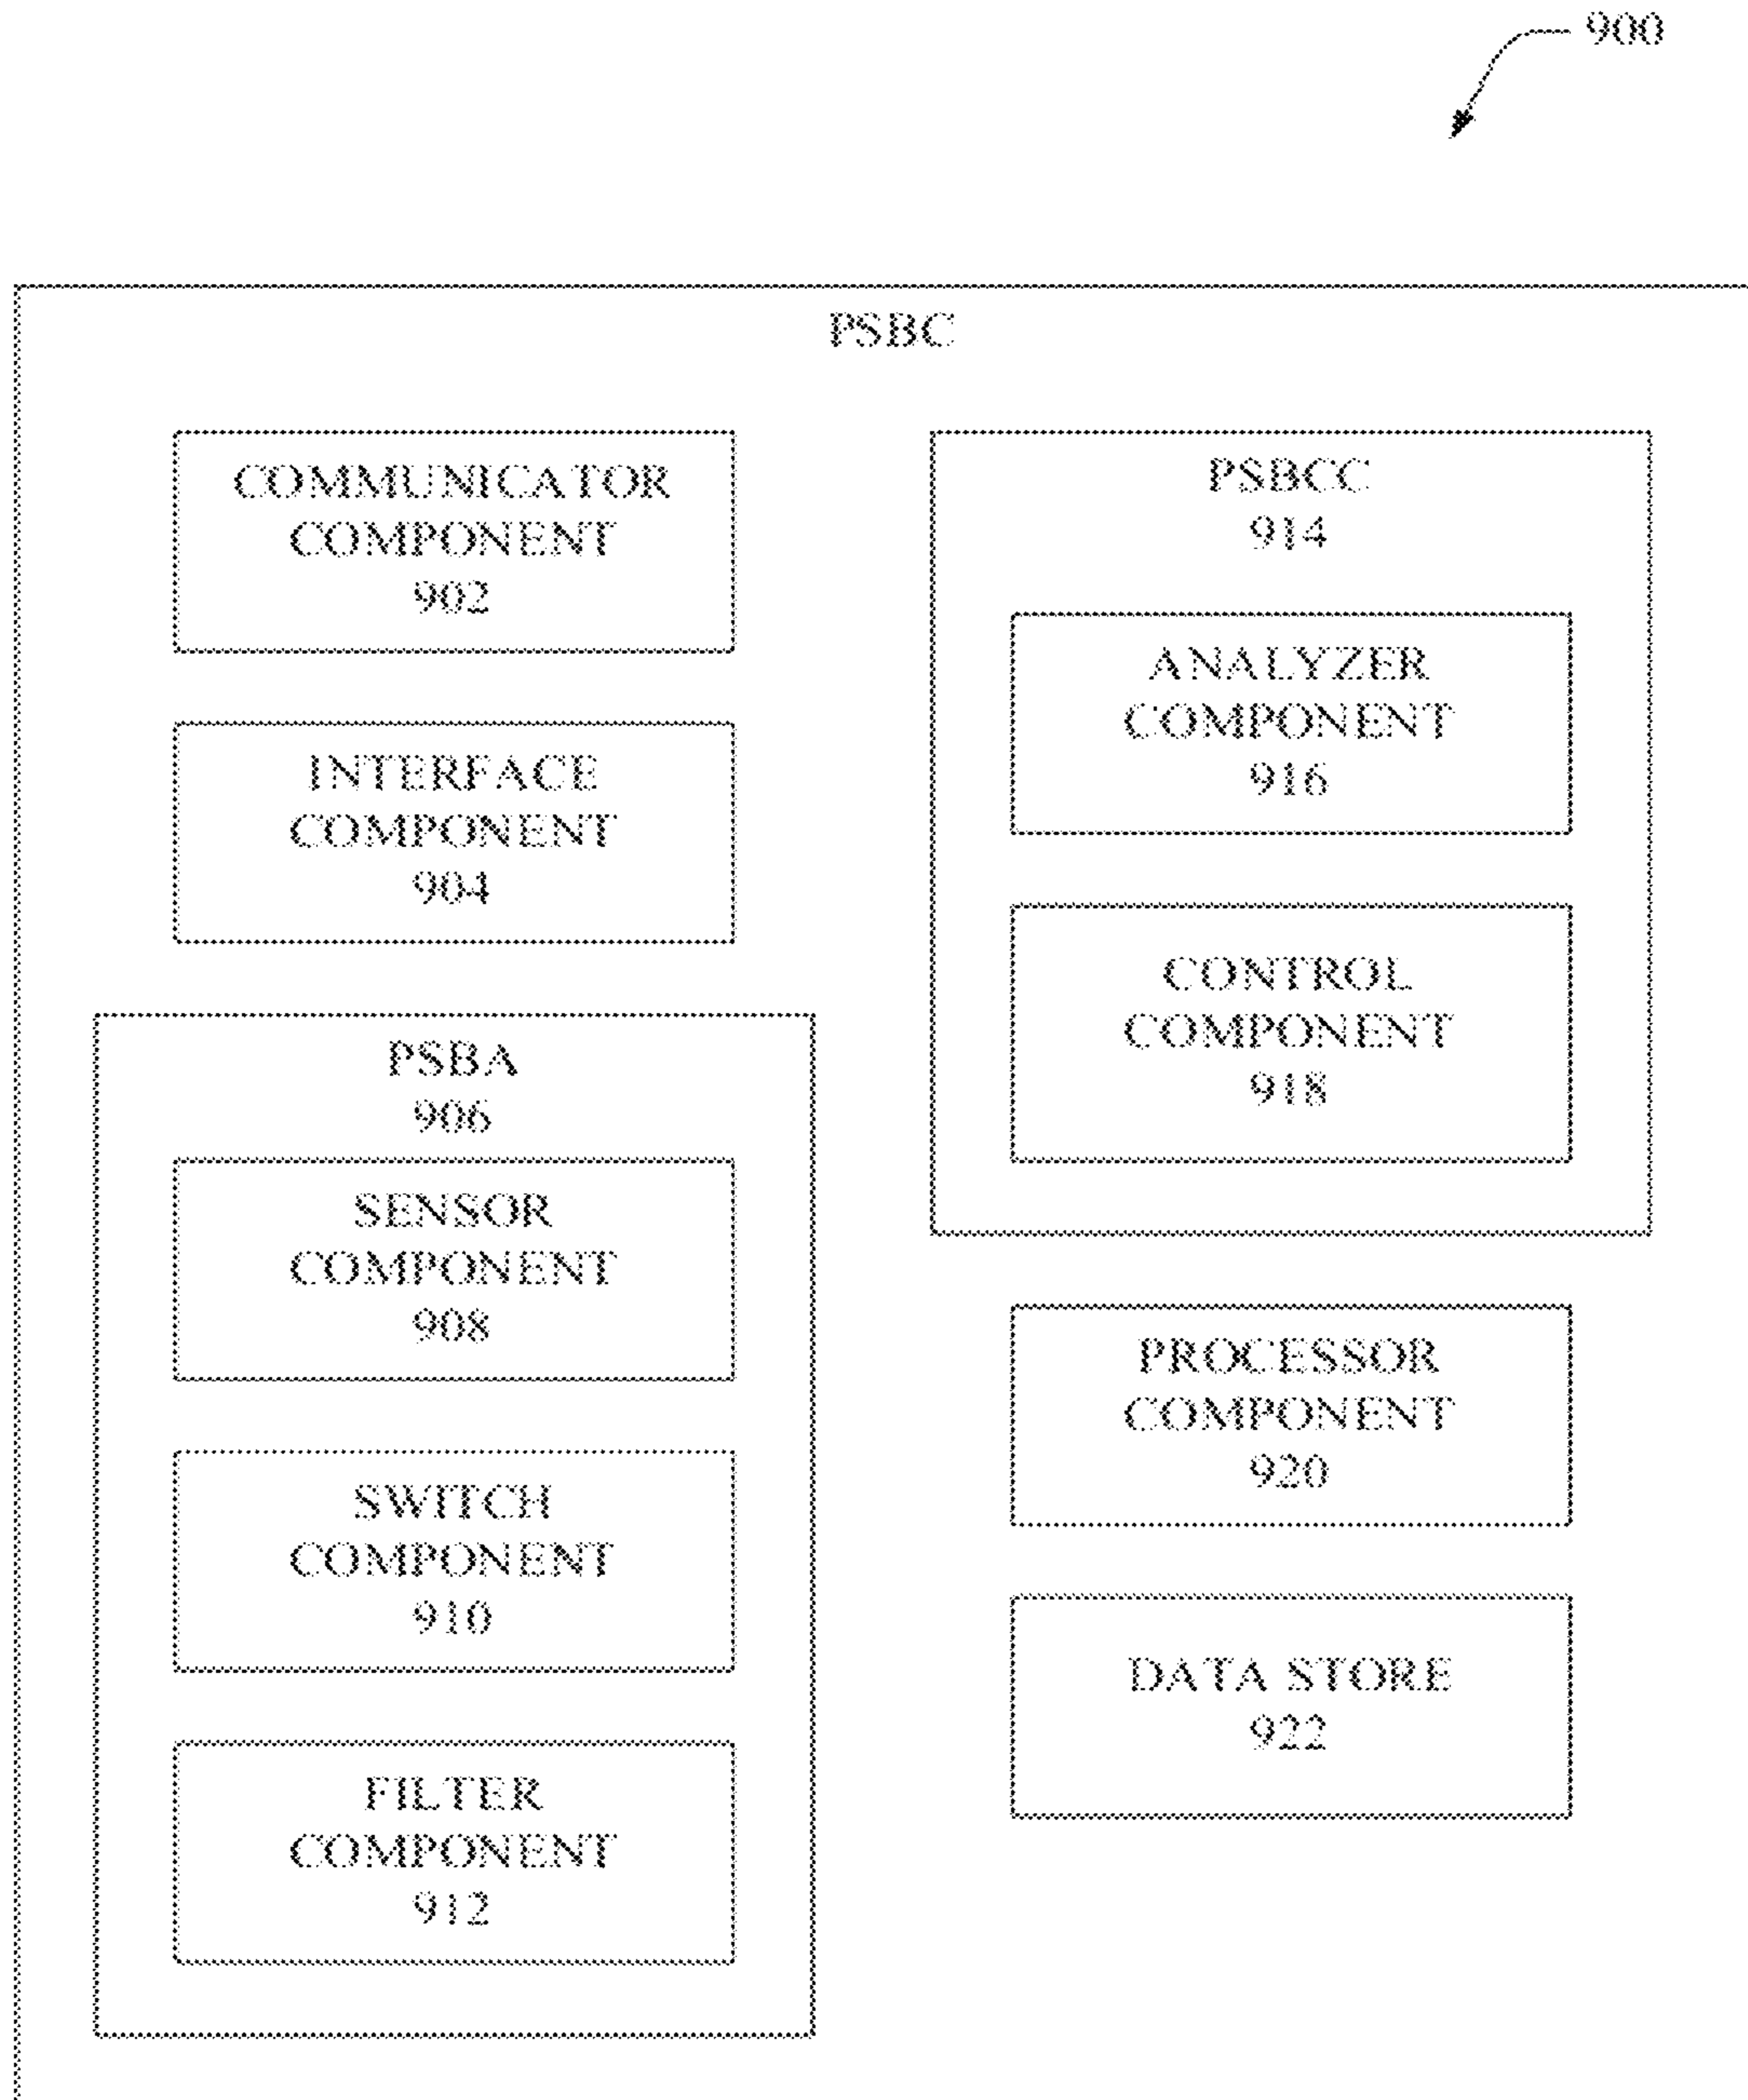 900
PSBC
COMMUNICATOR
COMPONENT
902
INTERFACE
COMPONENT
904
PSBA
906
SENSOR
COMPONENT
908
SWITCH
COMPONENT
910
FILTER
COMPONENT
912
PSBCC
914
ANALYZER
COMPONENT
916
CONTROL
COMPONENT
918
PROCESSOR
COMPONENT
920
DATA STORE
922